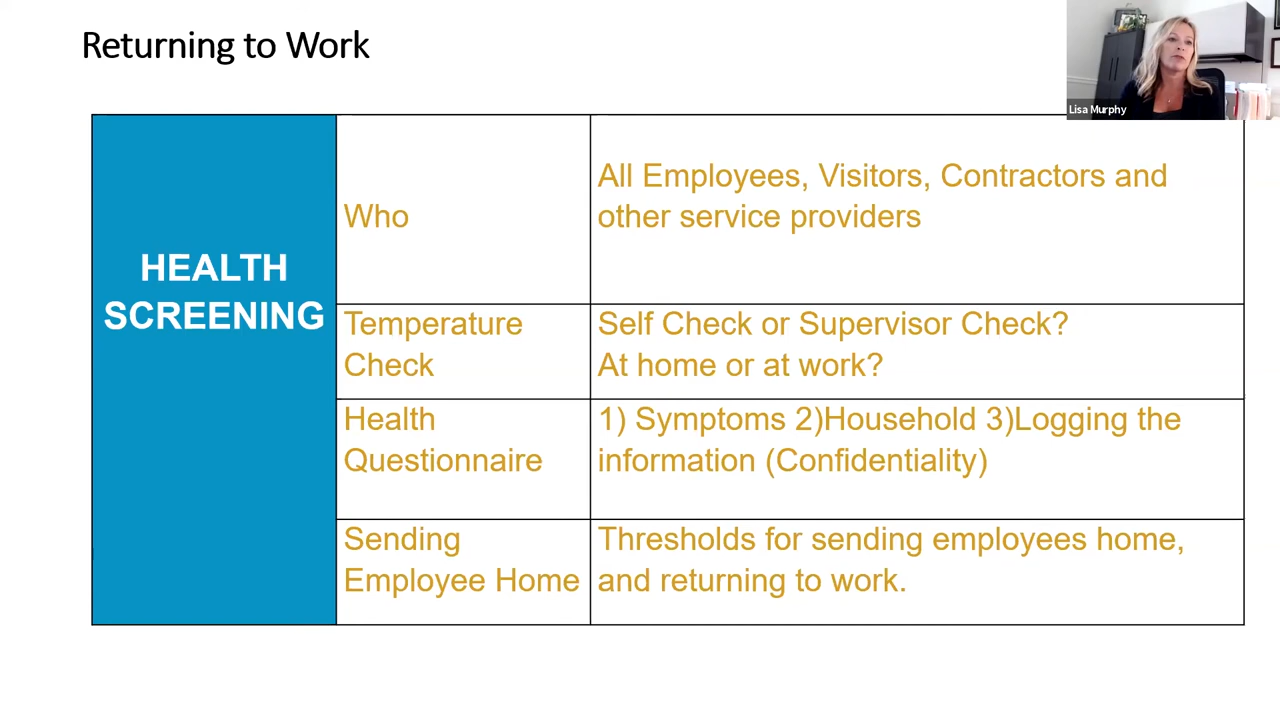 Returning to Work
Lisa Murphy
HEALTH
SCREENING
Who
All Employees, Visitors, Contractors and
other service providers
Temperature
Check
Self Check or Supervisor Check?
At home or at work?
Health
Questionnaire
1) Symptoms 2)Household 3)Logging the
information (Confidentiality)
Sending
Employee Home
Thresholds for sending employees home,
and returning to work.